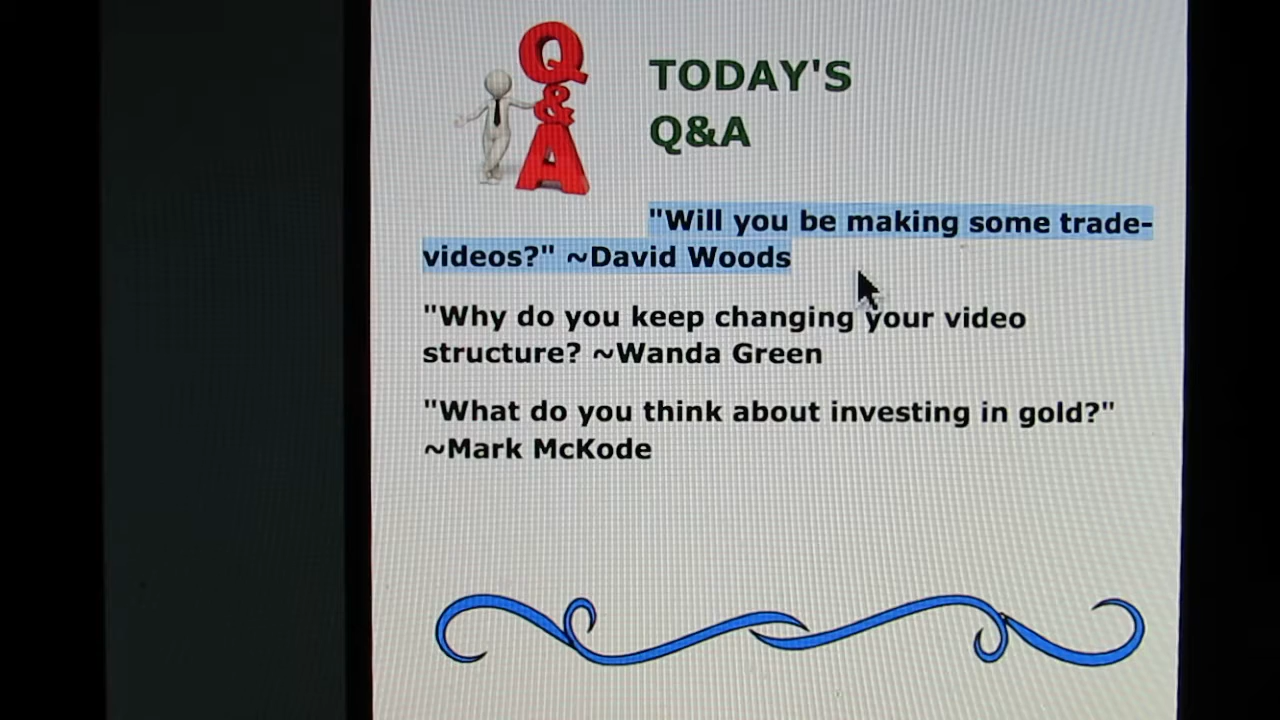 Q
&
A
TODAY'S
Q&A
"Will you be making some trade-
videos?" ~David Woods
"Why do you keep changing your video
structure? ~Wanda Green
"What do you think about investing in gold?"
~Mark McKode